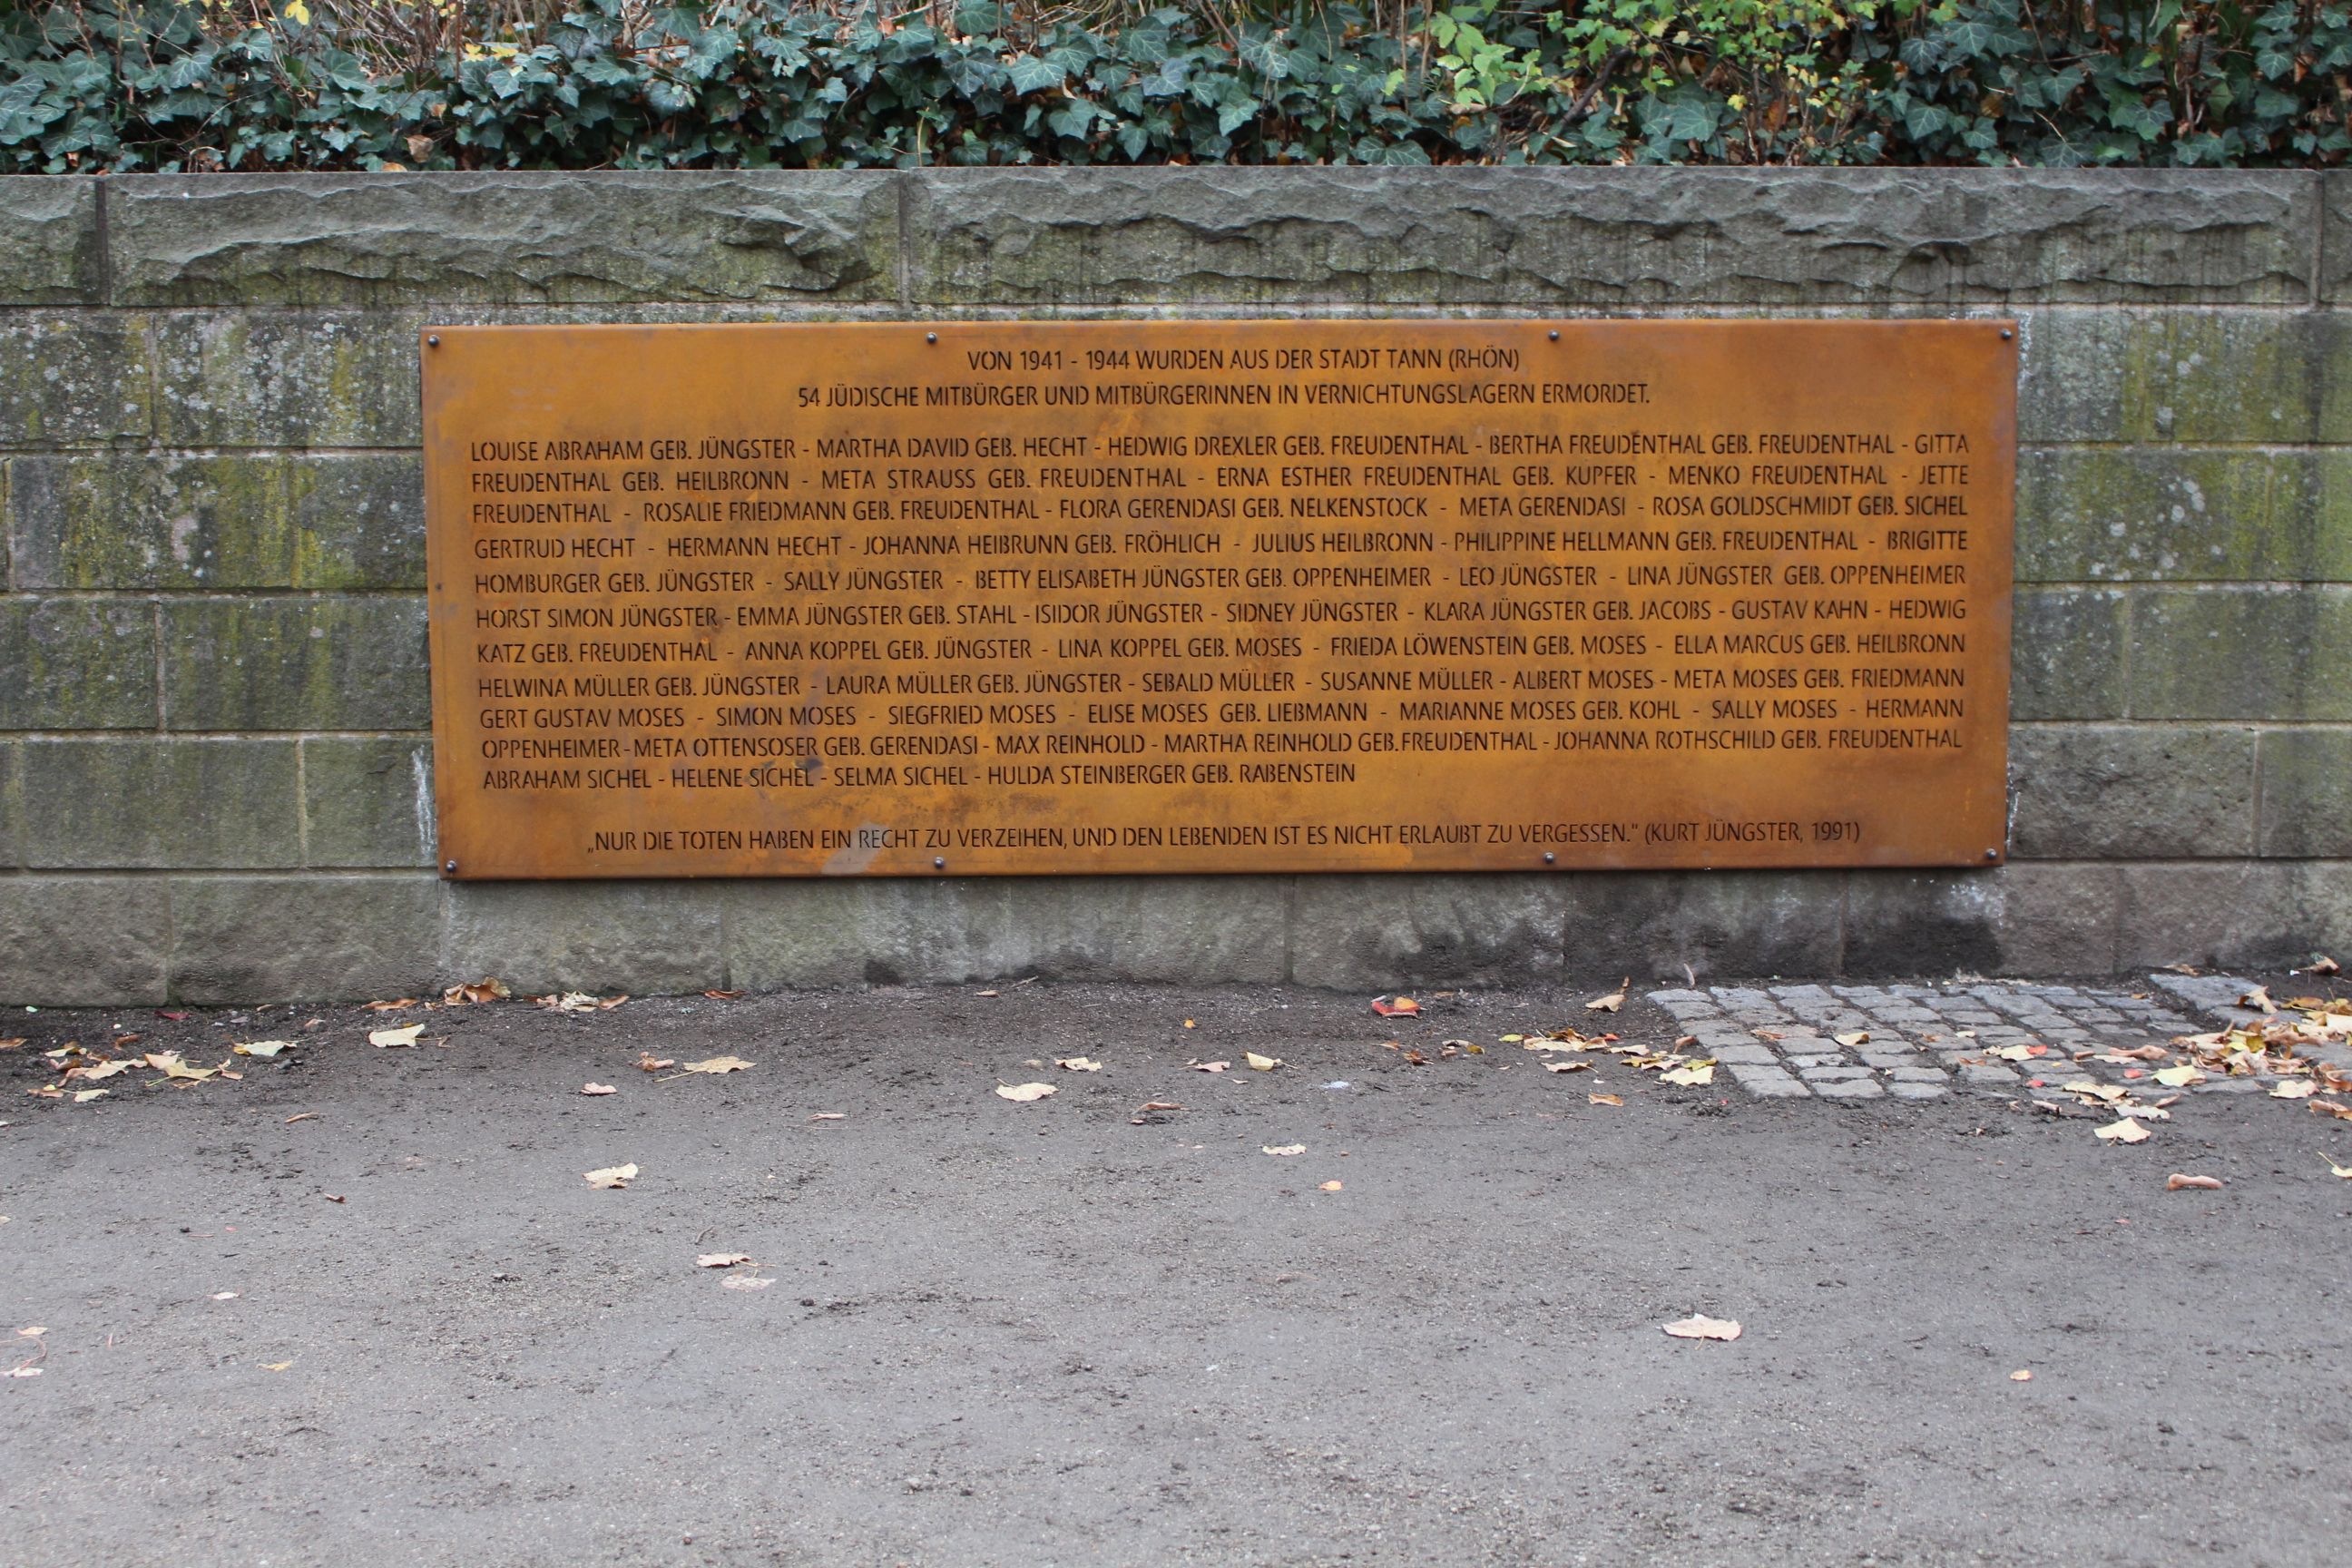 VON 1941 - 1944 WURDEN AUS DER STADT TANN (RHÖN)
54 JÜDISCHE MITBÜRGER UND MITBÜRGERINNEN IN VERNICHTUNGSLAGERN ERMORDET.
LOUISE ABRAHAM GEB. JÜNGSTER - MARTHA DAVID GEB. HECHT - HEDWIG DREXLER GEB. FREUDENTHAL - BERTHA FREUDENTHAL GEB. FREUDENTHAL - GITTA
FREUDENTHAL GEB. HEILBRONN - META STRAUSS GEB. FREUDENTHAL - ERNA ESTHER FREUDENTHAL GEB. KUPFER - MENKO FREUDENTHAL - JETTE
FREUDENTHAL - ROSALIE FRIEDMANN GEB. FREUDENTHAL - FLORA GERENDASI GEB. NELKENSTOCK - META GERENDASI - ROSA GOLDSCHMIDT GEB. SICHEL
GERTRUD HECHT - HERMANN HECHT - JOHANNA HEIBRUNN GEB. FRÖHLICH - JULIUS HEILBRONN - PHILIPPINE HELLMANN GEB. FREUDENTHAL - BRIGITTE
HOMBURGER GEB. JÜNGSTER - SALLY JÜNGSTER - BETTY ELISABETH JÜNGSTER GEB. OPPENHEIMER - LEO JÜNGSTER - LINA JÜNGSTER GEB. OPPENHEIMER
HORST SIMON JÜNGSTER - EMMA JÜNGSTER GEB. STAHL - ISIDOR JÜNGSTER - SIDNEY JÜNGSTER - KLARA JÜNGSTER GEB. JACOBS - GUSTAV KAHN - HEDWIG
KATZ GEB. FREUDENTHAL - ANNA KOPPEL GEB. JÜNGSTER - LINA KOPPEL GEB. MOSES - FRIEDA LÖWENSTEIN GEB. MOSES - ELLA MARCUS GEB. HEILBRONN
HELWINA MÜLLER GEB. JÜNGSTER - LAURA MÜLLER GEB. JÜNGSTER - SEBALD MÜLLER - SUSANNE MÜLLER - ALBERT MOSES - META MOSES GEB. FRIEDMANN
GERT GUSTAV MOSES - SIMON MOSES - SIEGFRIED MOSES - ELISE MOSES GEB. LIEBMANN - MARIANNE MOSES GEB. KOHL - SALLY MOSES - HERMANN
OPPENHEIMER - META OTTENSOSER GEB. GERENDASI - MAX REINHOLD - MARTHA REINHOLD GEB. FREUDENTHAL - JOHANNA ROTHSCHILD GEB. FREUDENTHAL
ABRAHAM SICHEL - HELENE SICHEL - SELMA SICHEL - HULDA STEINBERGER GEB. RABENSTEIN
„NUR DIE TOTEN HABEN EIN RECHT ZU VERZEIHEN, UND DEN LEBENDEN IST ES NICHT ERLAUBT ZU VERGESSEN." (KURT JÜNGSTER, 1991)